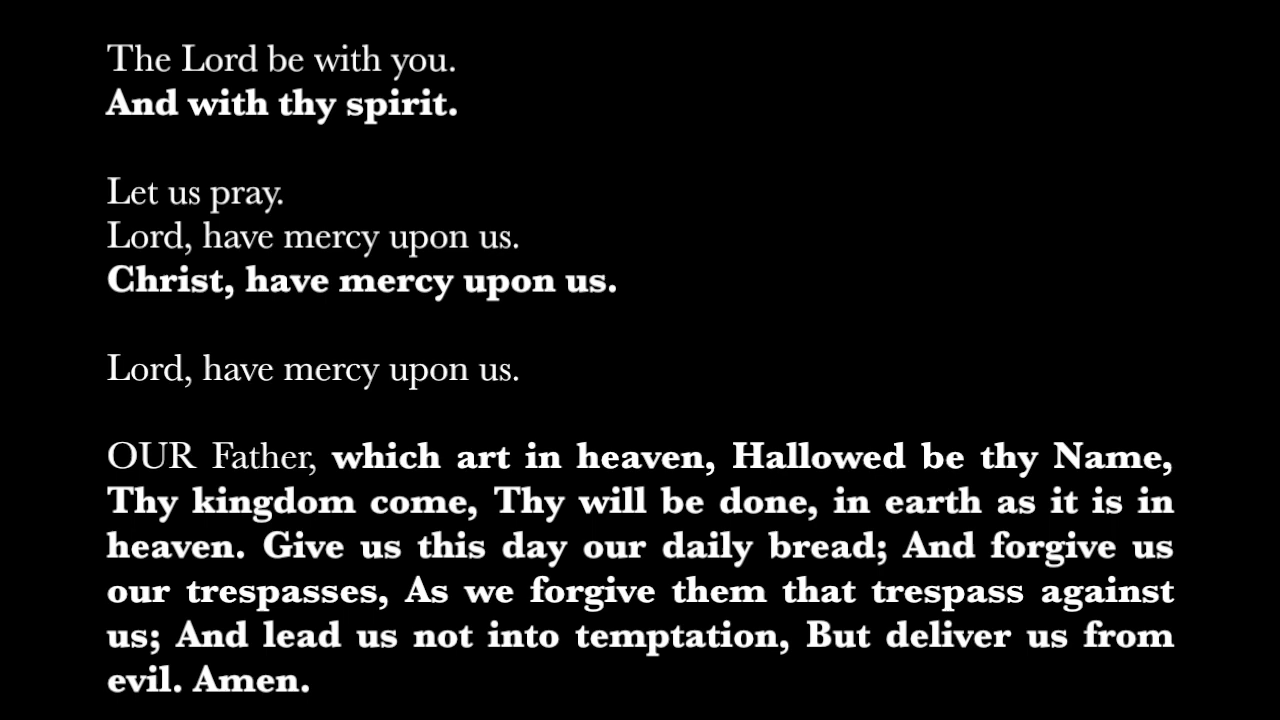 The Lord be with you.
And with thy spirit.
Let us pray.
Lord, have mercy upon us.
Christ, have mercy upon us.
Lord, have mercy upon us.
OUR Father, which art in heaven, Hallowed be thy Name,
Thy kingdom come, Thy will be done, in earth as it is in
heaven. Give us this day our daily bread; And forgive us
our trespasses, As we forgive them that trespass against
us; And lead us not into temptation, But deliver us from
evil. Amen.